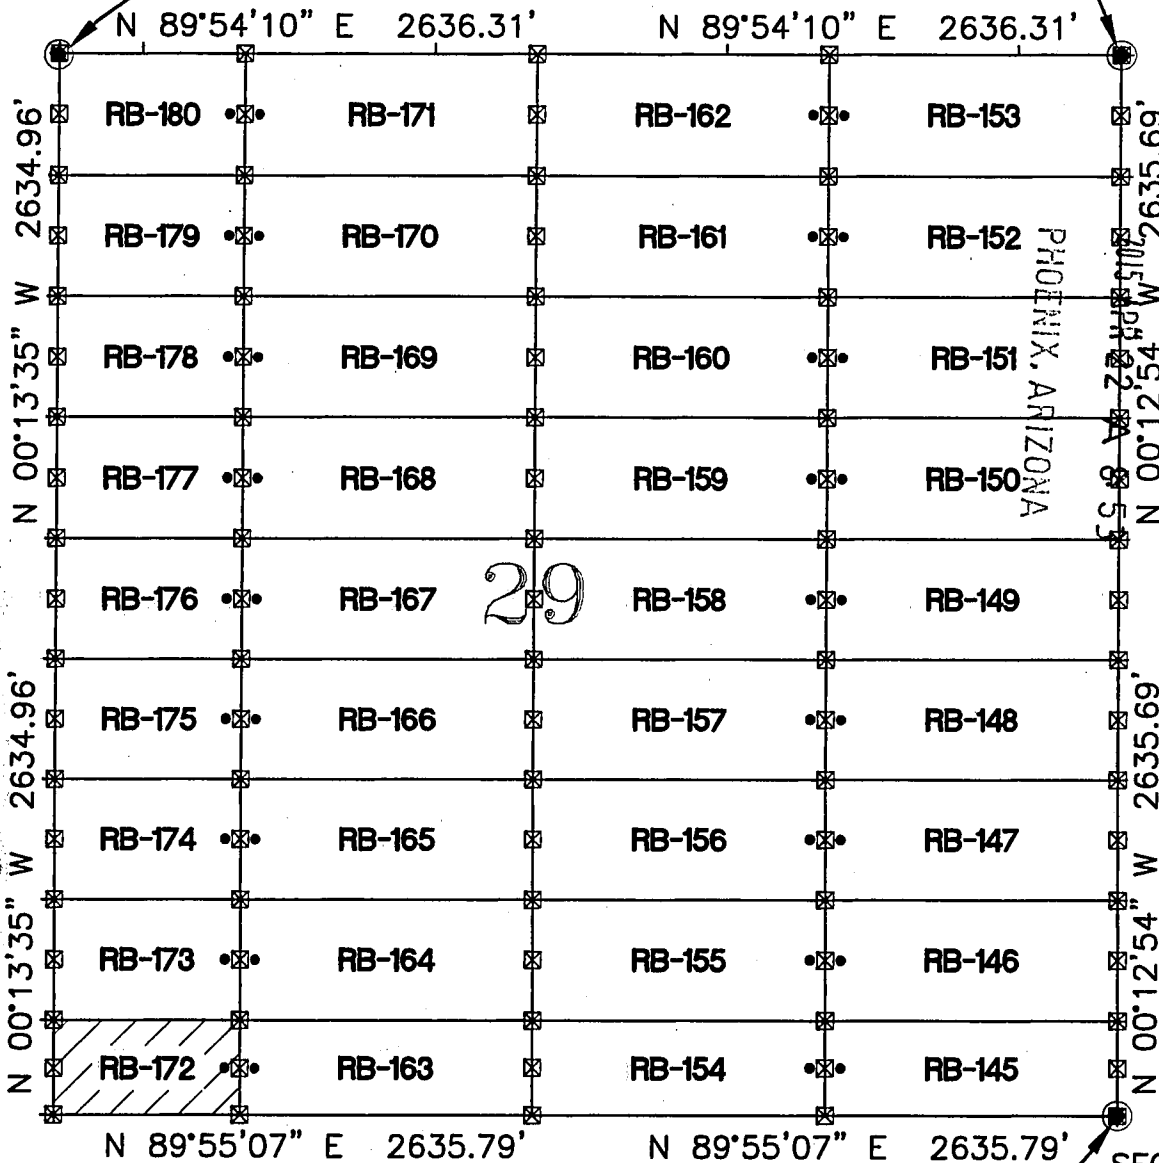 N 89°54'10" E 2636.31' N 89°54'10" E 2636.31'
RB-180 RB-171 RB-162 RB-153
RB-179 RB-170 RB-161 RB-152
RB-178 RB-169 RB-160 RB-151
RB-177 RB-168 RB-159 RB-150
RB-176 RB-167 29 RB-158 RB-149
RB-175 RB-166 RB-157 RB-148
RB-174 RB-165 RB-156 RB-147
RB-173 RB-164 RB-155 RB-146
RB-172 RB-163 RB-154 RB-145
N 89°55'07" E 2635.79' N 89°55'07" E 2635.79'
N 00°13'35" W 2634.96'
N 00°13'35" W 2634.96'
N 00°12'54" W 2635.69'
N 00°12'54" W 2635.69'
2015 APR 22 A 8:53
PHOENIX, ARIZONA